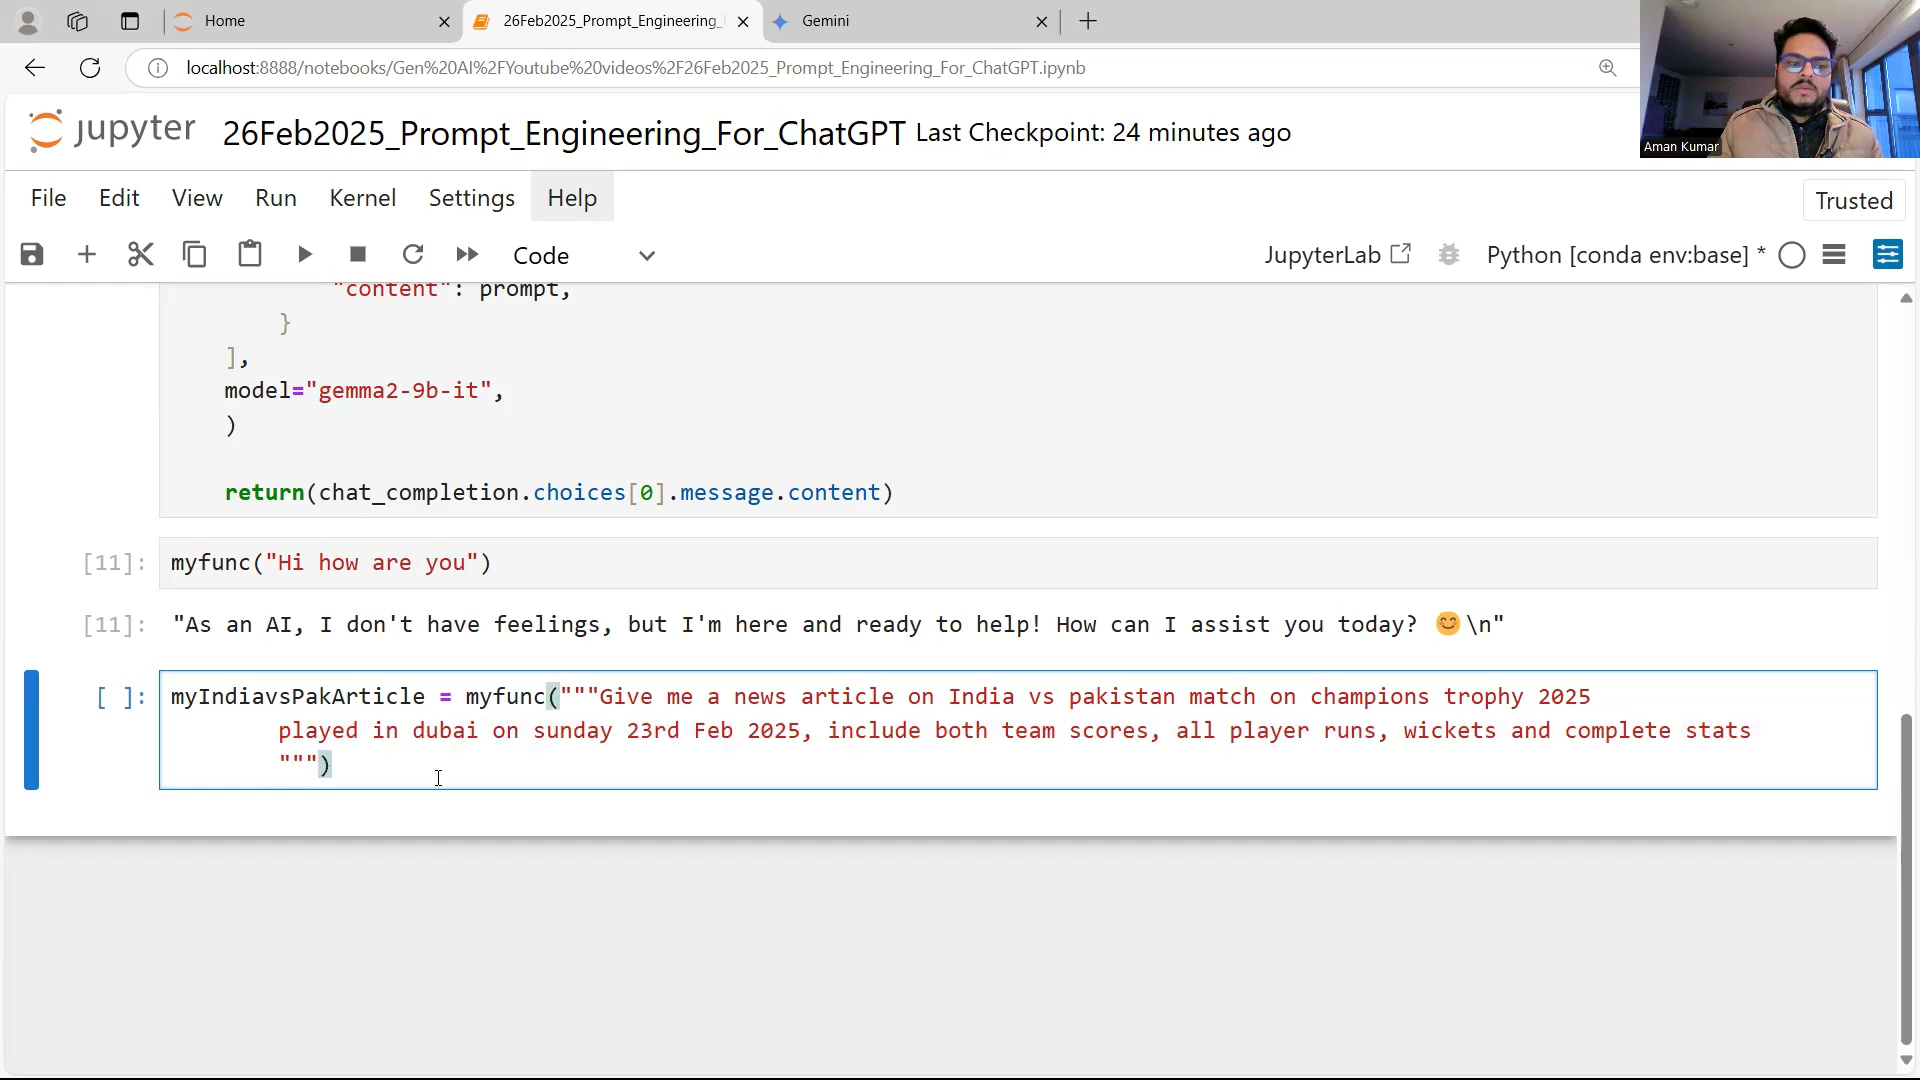 Home
26Feb2025_Prompt_Engineering_
Gemini
localhost:8888/notebooks/Gen%20AI%2FYoutube%20videos%2F26Feb2025_Prompt_Engineering_For_ChatGPT.ipynb
Aman Kumar
jupyter
26Feb2025_Prompt_Engineering_For_ChatGPT Last Checkpoint: 24 minutes ago
File Edit View Run Kernel Settings Help
Trusted
Code
JupyterLab
Python [conda env:base] *
"content": prompt,
}
],
model="gemma2-9b-it",
)
return(chat_completion.choices[0].message.content)
[11]: myfunc("Hi how are you")
[11]: "As an AI, I don't have feelings, but I'm here and ready to help! How can I assist you today? 😊\n"
[ ]: myIndiavsPakArticle = myfunc("""Give me a news article on India vs pakistan match on champions trophy 2025
played in dubai on sunday 23rd Feb 2025, include both team scores, all player runs, wickets and complete stats
""")